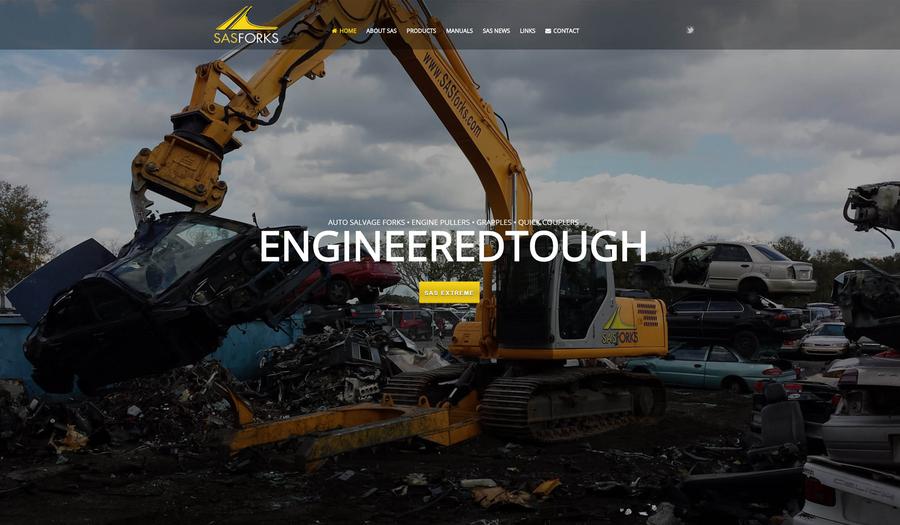 SASFORKS
HOME ABOUT SAS PRODUCTS MANUALS SAS NEWS LINKS CONTACT
www.SASforks.com
AUTO SALVAGE FORKS • ENGINE PULLERS • GRAPPLES • QUICK COUPLERS
ENGINEEREDTOUGH
SAS EXTREME
SASFORKS
CELICA